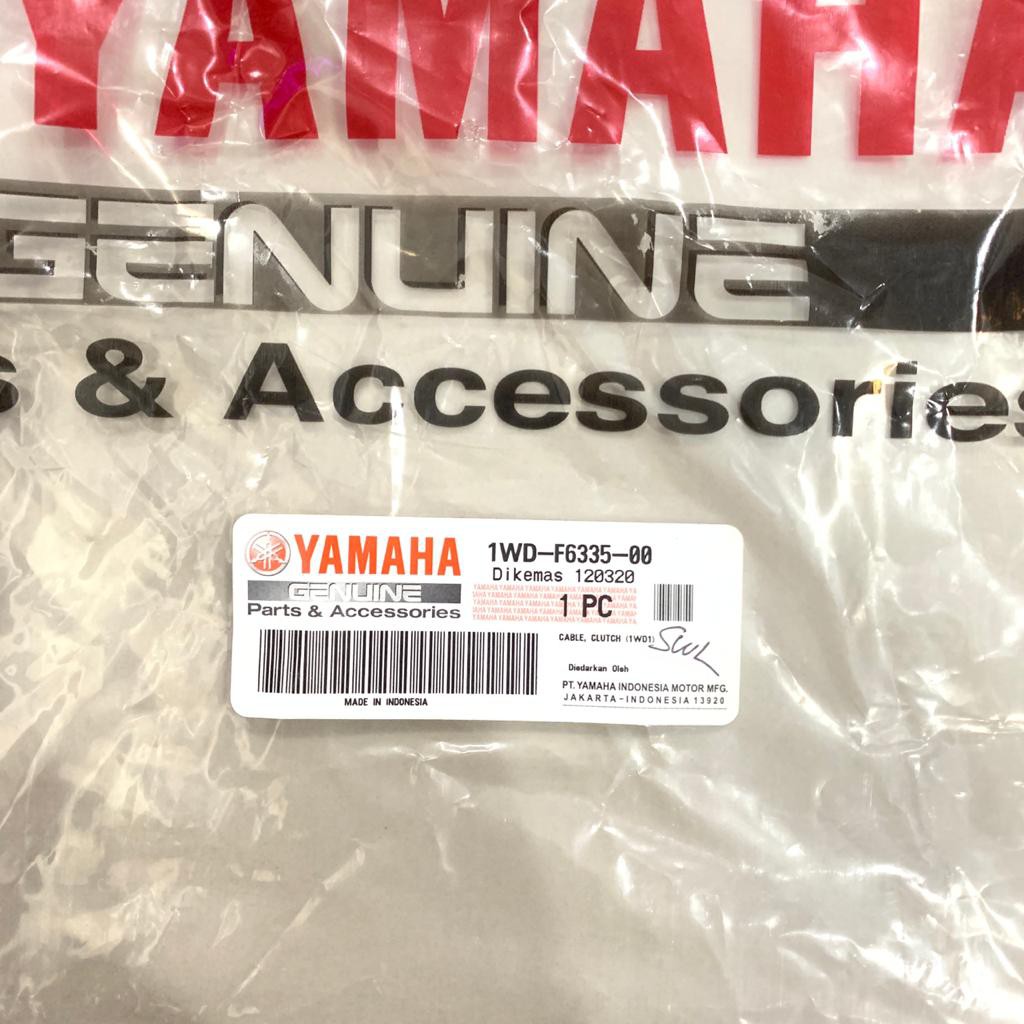 YAMAHA
GENUINE
& Accessories
YAMAHA 1WD-F6335-00
GENUINE Dikemas 120320
Parts & Accessories 1 PC
CABLE, CLUTCH (1WD1)
Diedarkan Oleh
PT. YAMAHA INDONESIA MOTOR MFG.
MADE IN INDONESIA JAKARTA-INDONESIA 13920